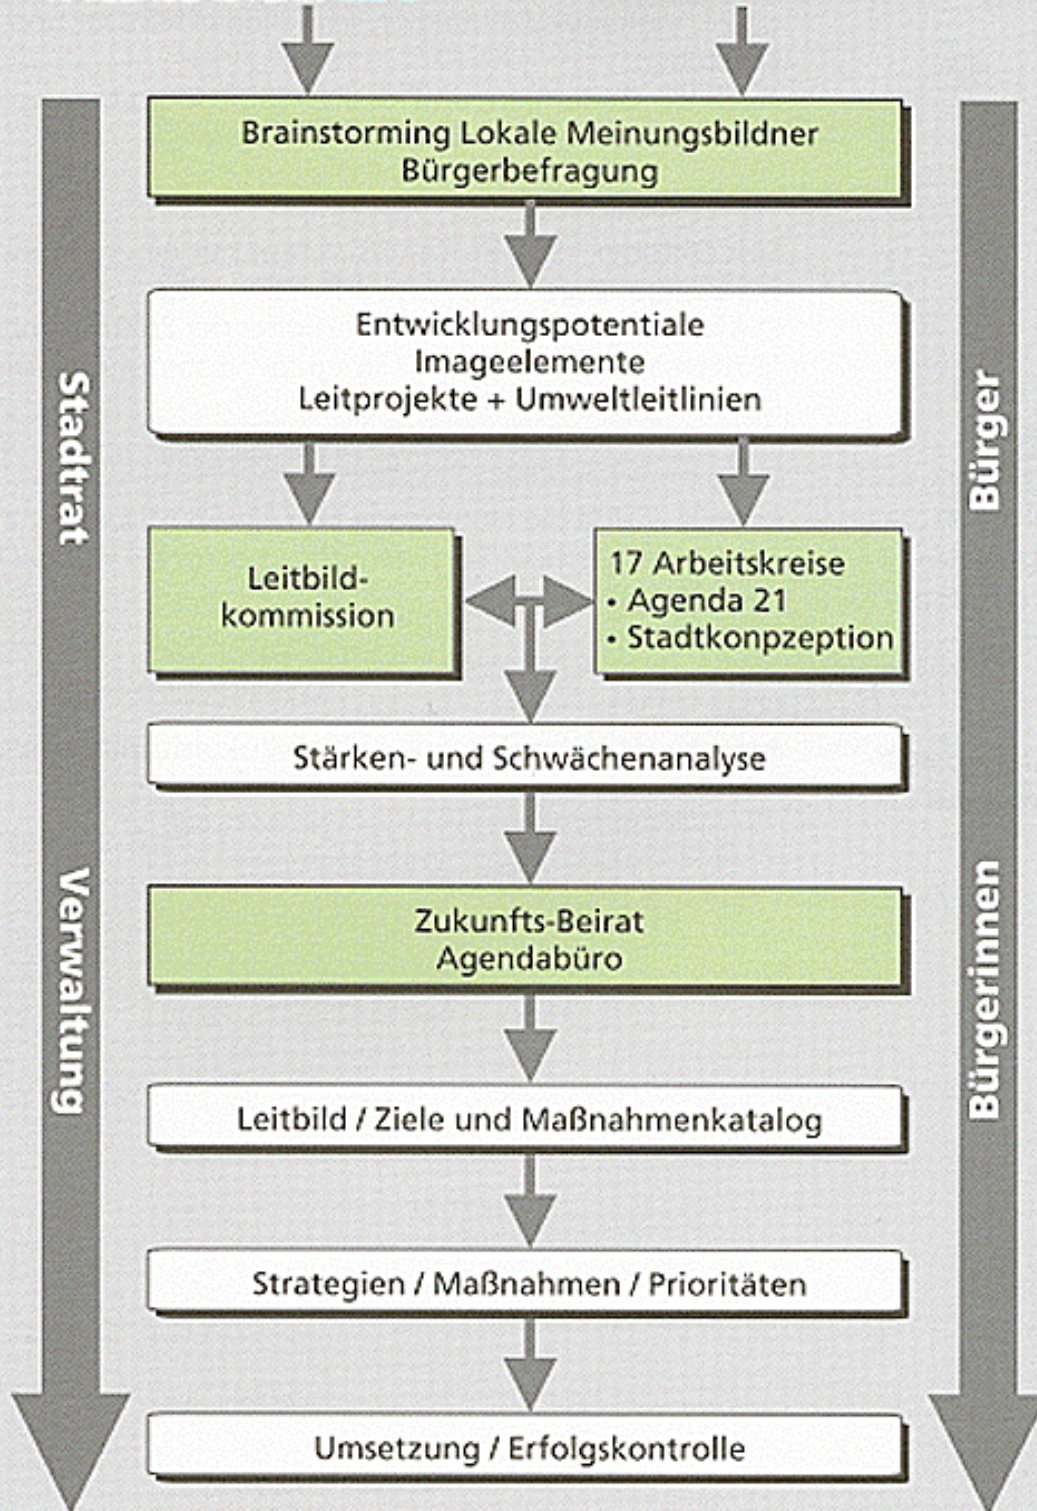 Brainstorming Lokale Meinungsbildner
Bürgerbefragung
Entwicklungspotentiale
Imageelemente
Leitprojekte + Umweltleitlinien
Stadtrat
Bürger
Leitbild-
kommission
17 Arbeitskreise
• Agenda 21
• Stadtkonpzeption
Stärken- und Schwächenanalyse
Verwaltung
Bürgerinnen
Zukunfts-Beirat
Agendabüro
Leitbild / Ziele und Maßnahmenkatalog
Strategien / Maßnahmen / Prioritäten
Umsetzung / Erfolgskontrolle